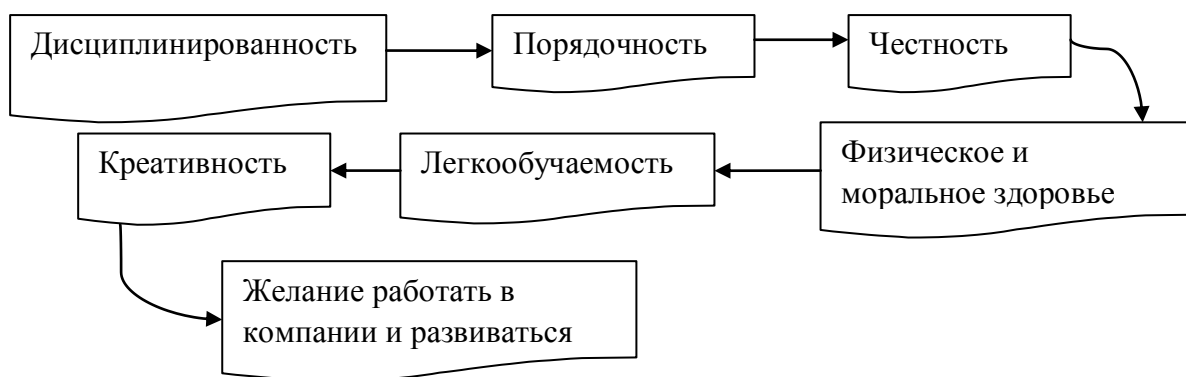 Дисциплинированность
Порядочность
Честность
Физическое и
моральное здоровье
Легкообучаемость
Креативность
Желание работать в
компании и развиваться